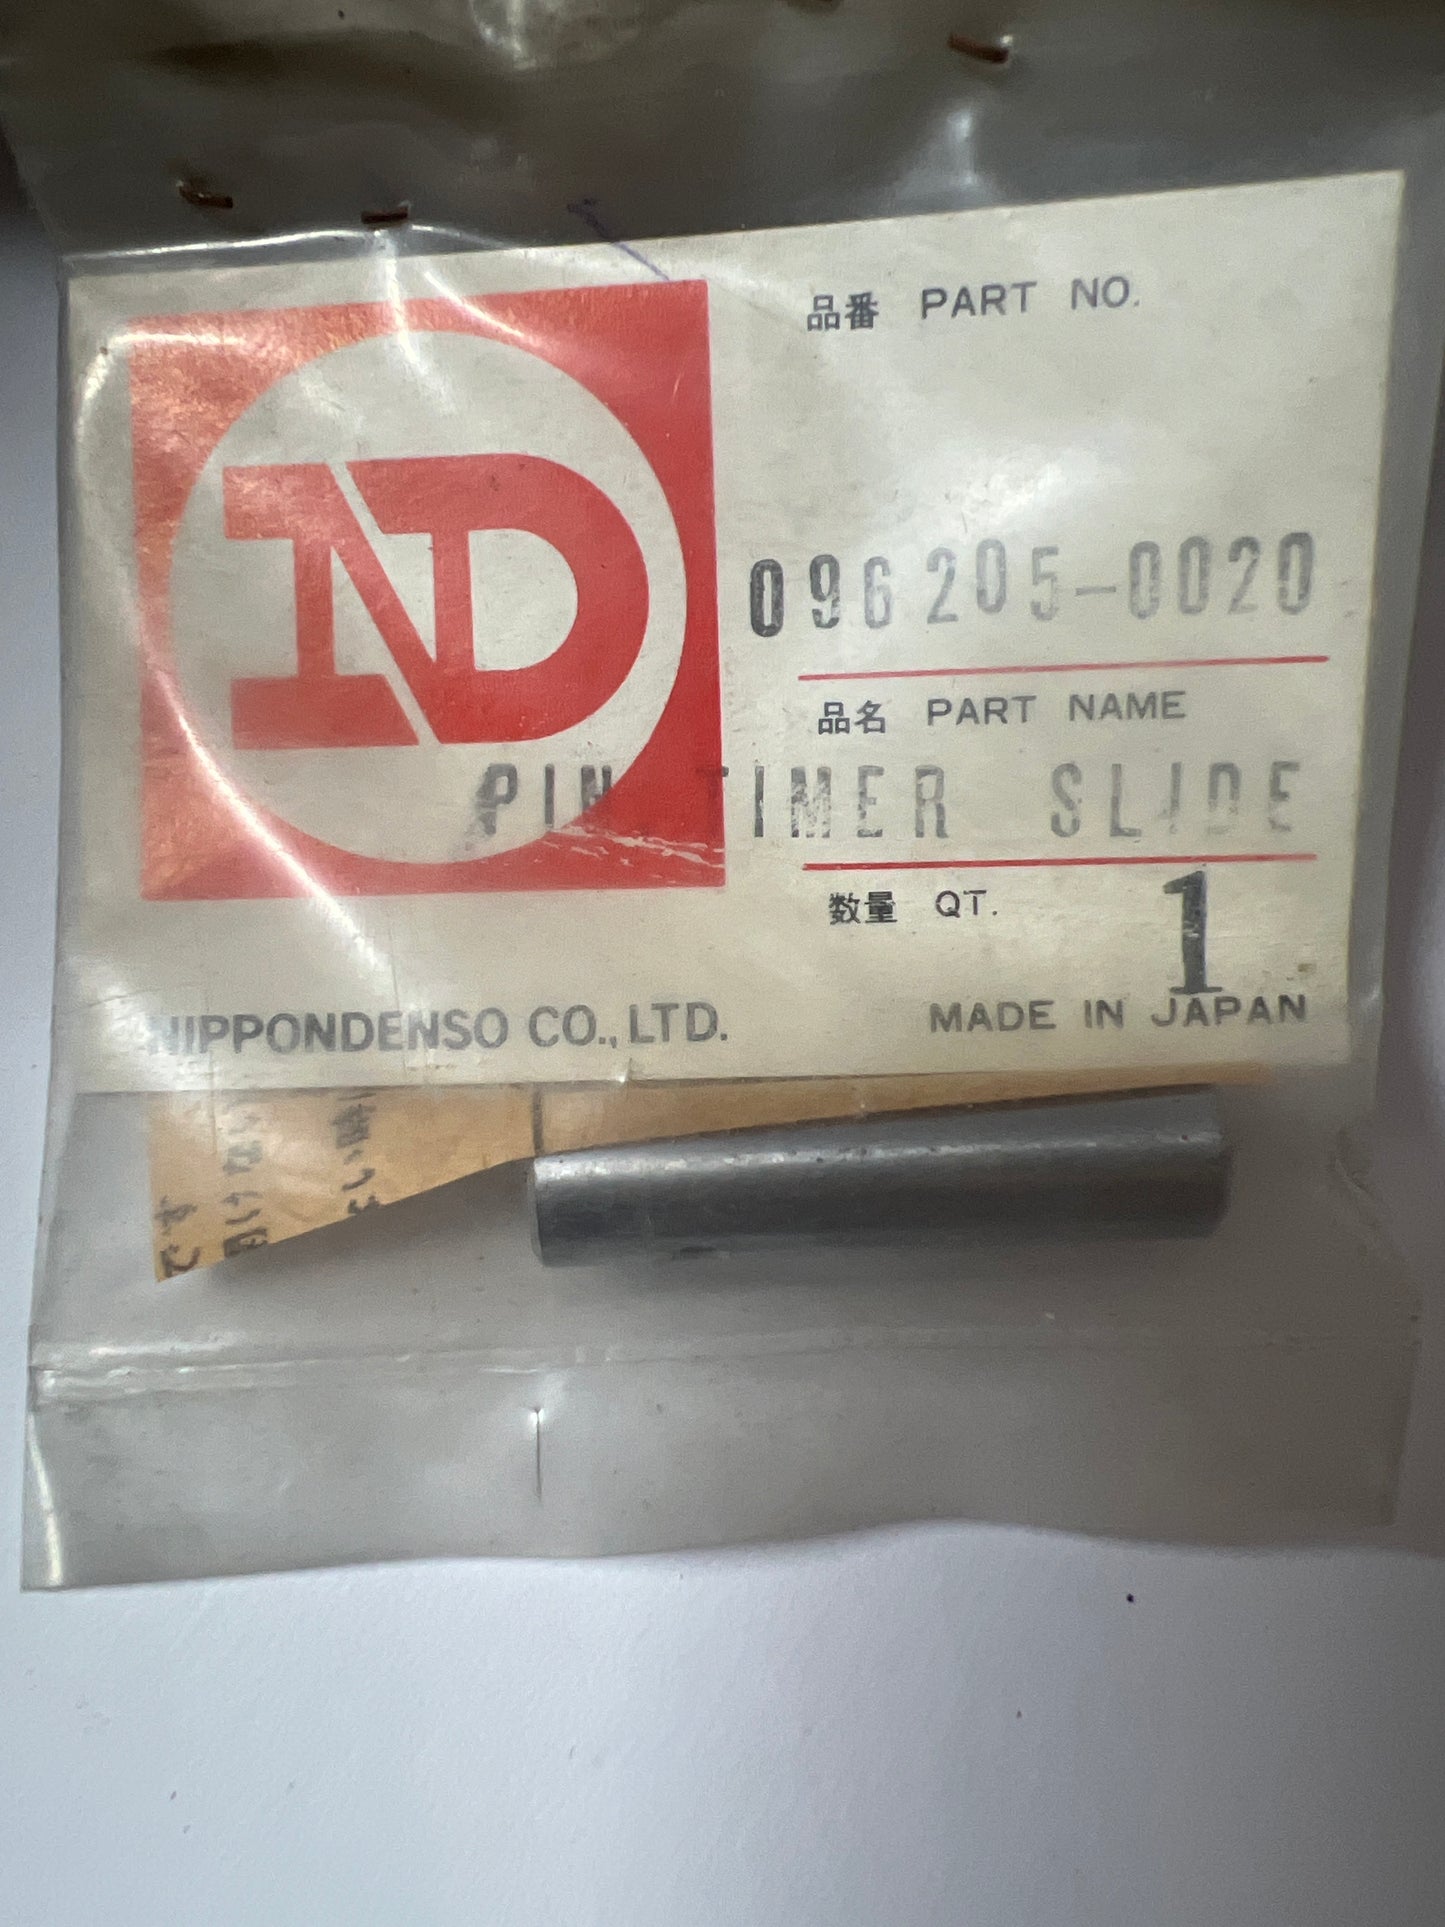 品番 PART NO.
ND
096205-0020
品名 PART NAME
PIN TIMER SLIDE
数量 QT. 1
NIPPONDENSO CO., LTD. MADE IN JAPAN